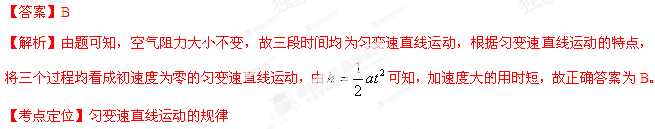 【答案】B
【解析】由题可知，空气阻力大小不变，故三段时间均为匀变速直线运动，根据匀变速直线运动的特点，
将三个过程均看成初速度为零的匀变速直线运动，由 h = 1/2 at² 可知，加速度大的用时短，故正确答案为 B。
【考点定位】匀变速直线运动的规律